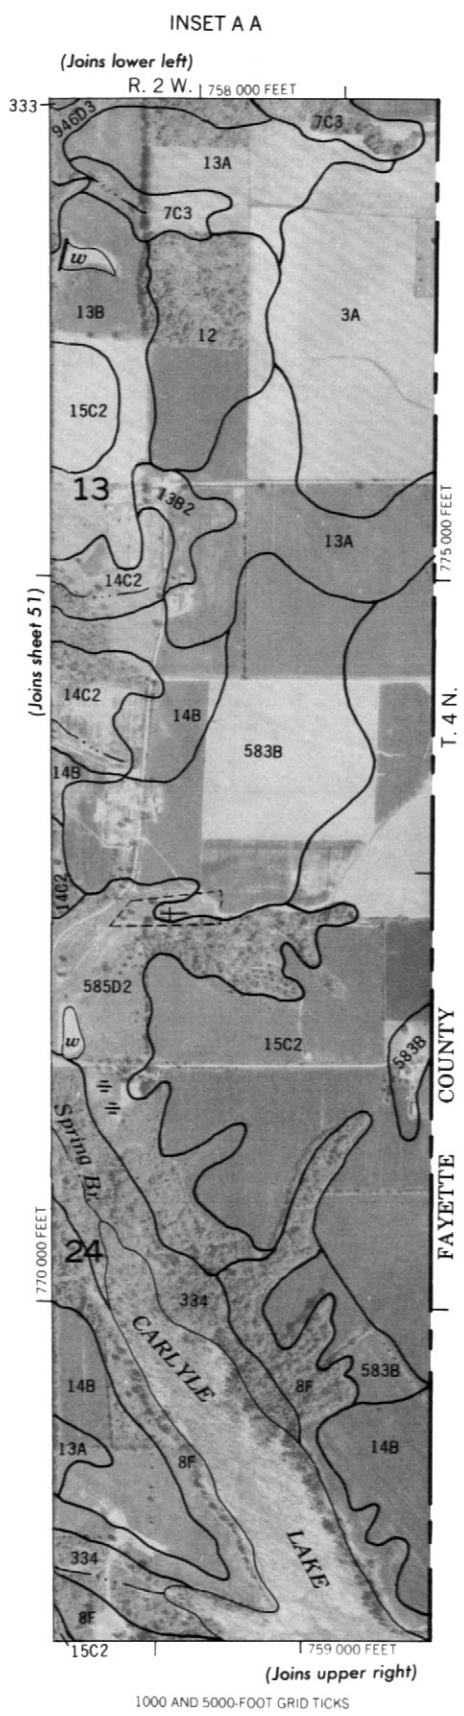 INSET A A
(Joins lower left)
R. 2 W.
758 000 FEET
333
946D3
7C3
13A
7C3
w
13B
12
3A
15C2
13
13B2
13A
775 000 FEET
14C2
(Joins sheet 51)
14C2
14B
T. 4 N.
583B
14B
14C2
585D2
w
15C2
583B
FAYETTE COUNTY
Spring Br.
770 000 FEET
24
334
CARLYLE
8F
583B
14B
14B
13A
8F
LAKE
334
8F
15C2
759 000 FEET
(Joins upper right)
1000 AND 5000-FOOT GRID TICKS